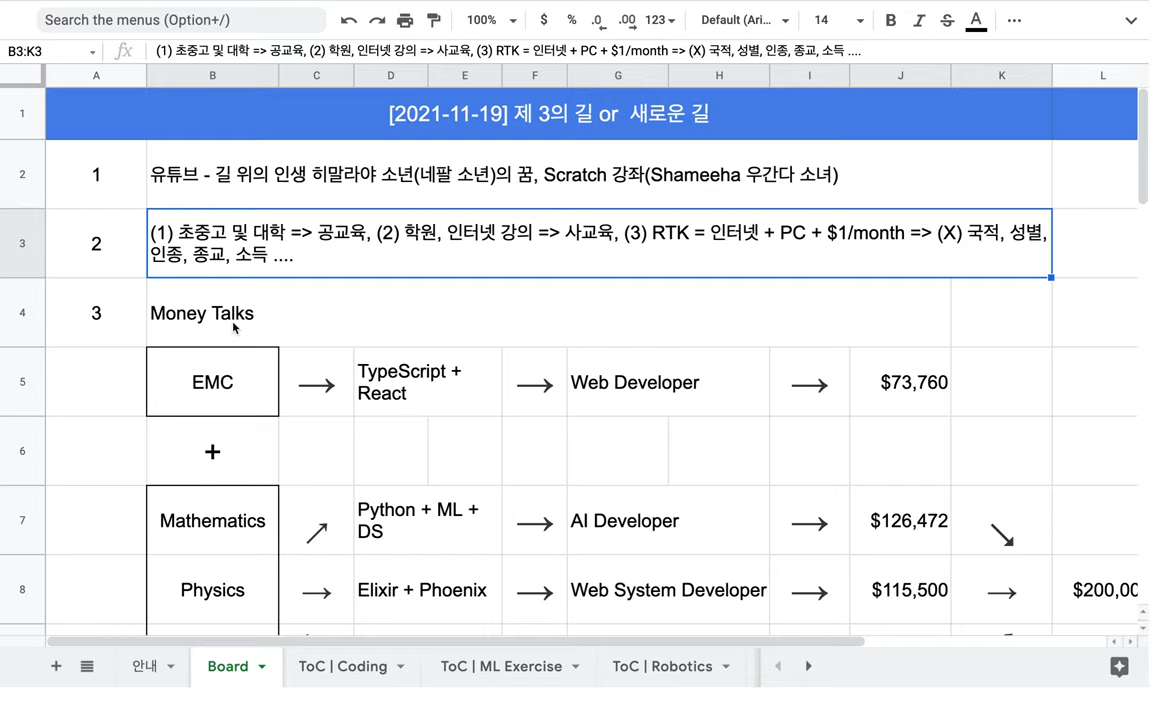 Search the menus (Option+/)
100% $ % .0 .00 123 Default (Ari... 14 B I S A ...
B3:K3 fx (1) 초중고 및 대학 => 공교육, (2) 학원, 인터넷 강의 => 사교육, (3) RTK = 인터넷 + PC + $1/month => (X) 국적, 성별, 인종, 종교, 소득 ....
A B C D E F G H I J K L
1 [2021-11-19] 제 3의 길 or 새로운 길
2 1 유튜브 - 길 위의 인생 히말라야 소년(네팔 소년)의 꿈, Scratch 강좌(Shameeha 우간다 소녀)
3 2 (1) 초중고 및 대학 => 공교육, (2) 학원, 인터넷 강의 => 사교육, (3) RTK = 인터넷 + PC + $1/month => (X) 국적, 성별,
인종, 종교, 소득 ....
4 3 Money Talks
5 EMC → TypeScript +
React → Web Developer → $73,760
6 +
7 Mathematics ↗ Python + ML +
DS → AI Developer → $126,472 ↘
8 Physics → Elixir + Phoenix → Web System Developer → $115,500 → $200,00
+ 안내 Board ToC | Coding ToC | ML Exercise ToC | Robotics